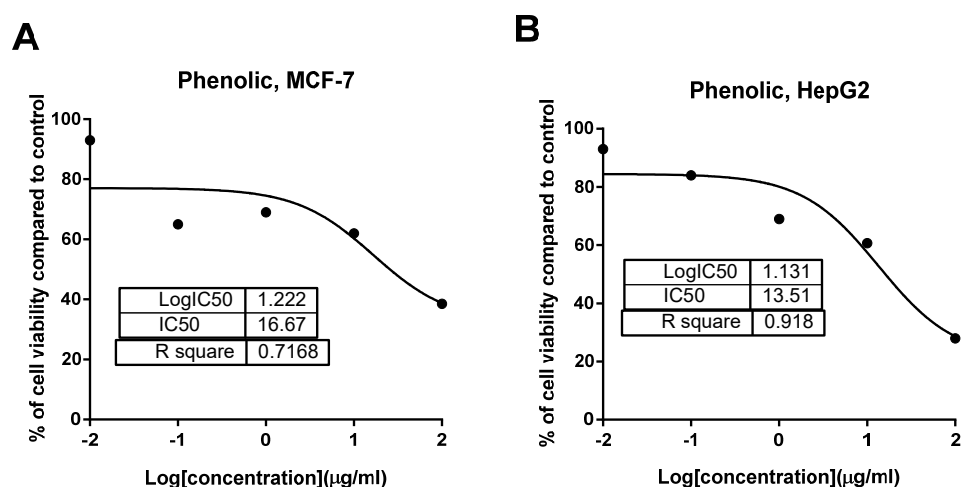 A
Phenolic, MCF-7
% of cell viability compared to control
100
80
60
40
20
0
-2
-1
0
1
2
LogIC50 1.222
IC50 16.67
R square 0.7168
Log[concentration](μg/ml)
B
Phenolic, HepG2
% of cell viability compared to control
100
80
60
40
20
0
-2
-1
0
1
2
LogIC50 1.131
IC50 13.51
R square 0.918
Log[concentration](μg/ml)